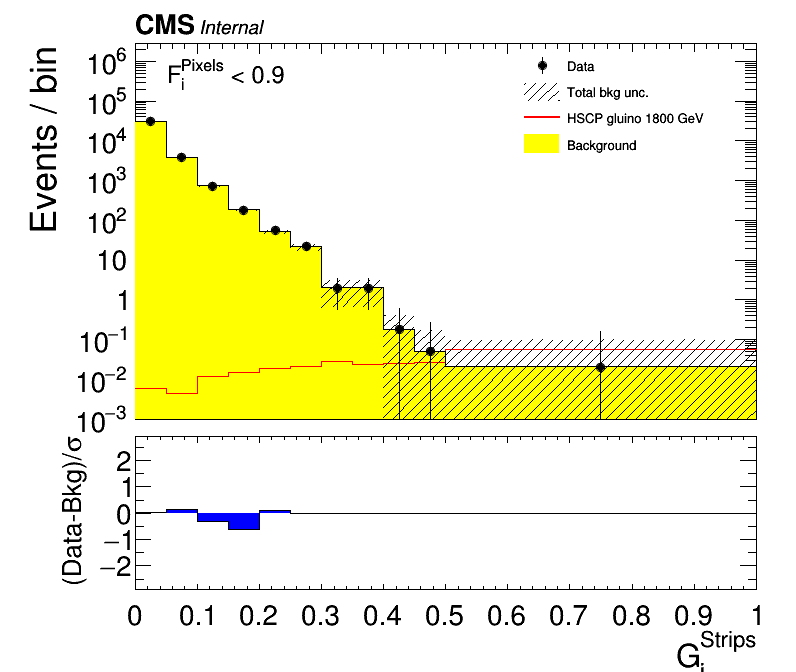 CMS Internal
F_i^Pixels < 0.9
Data
Total bkg unc.
HSCP gluino 1800 GeV
Background
Events / bin
10^6
10^5
10^4
10^3
10^2
10
1
10^−1
10^−2
10^−3
(Data-Bkg)/σ
2
1
0
−1
−2
0 0.1 0.2 0.3 0.4 0.5 0.6 0.7 0.8 0.9 1
G_i^Strips